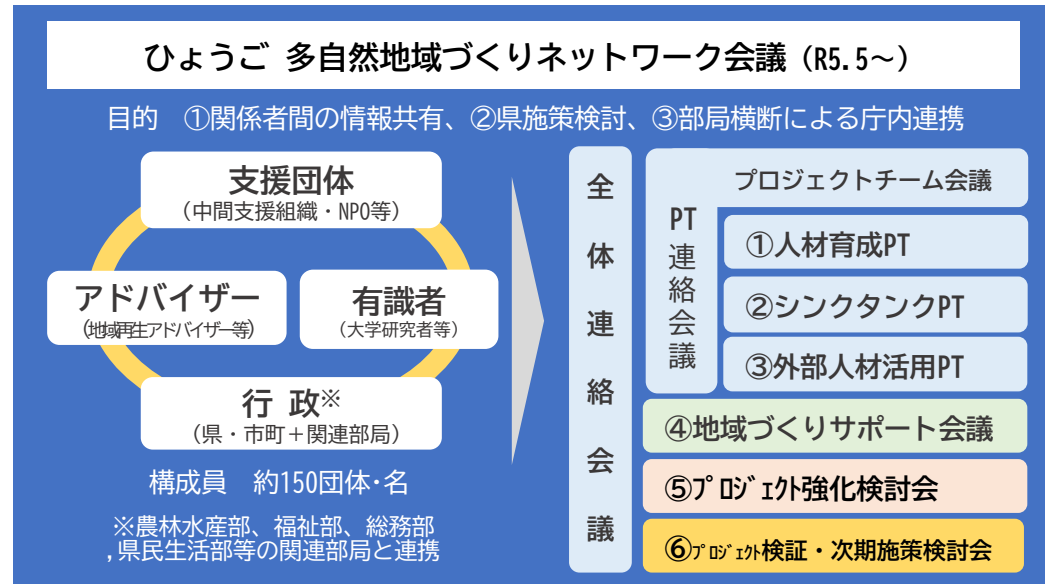 ひょうご 多自然地域づくりネットワーク会議（R5.5～）
目的　①関係者間の情報共有、②県施策検討、③部局横断による庁内連携
支援団体
（中間支援組織・NPO等）
アドバイザー
（地域再生アドバイザー等）
有識者
（大学研究者等）
行 政※
（県・市町＋関連部局）
構成員　約150団体･名
※農林水産部、福祉部、総務部
,県民生活部等の関連部局と連携
全体連絡会議
プロジェクトチーム会議
PT連絡会議
①人材育成PT
②シンクタンクPT
③外部人材活用PT
④地域づくりサポート会議
⑤ﾌﾟﾛｼﾞｪｸﾄ強化検討会
⑥ﾌﾟﾛｼﾞｪｸﾄ検証・次期施策検討会